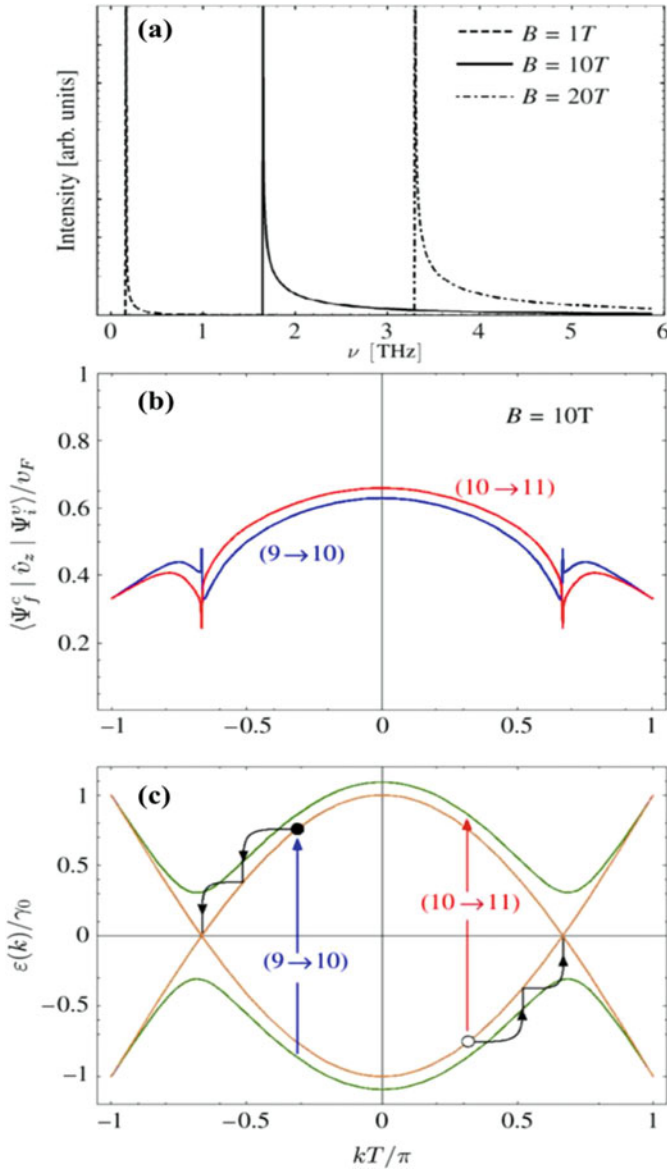 (a)
B = 1T
B = 10T
B = 20T
Intensity [arb. units]
0 1 2 3 4 5 6
ν [THz]
(b)
B = 10T
1
0.8
0.6
0.4
0.2
(10→11)
(9→10)
⟨Ψ_f^c | v̂_z | Ψ_i^v⟩/v_F
-1 -0.5 0 0.5 1
(c)
1
0.5
0
-0.5
-1
(10→11)
(9→10)
ε(k)/γ₀
-1 -0.5 0 0.5 1
kT/π